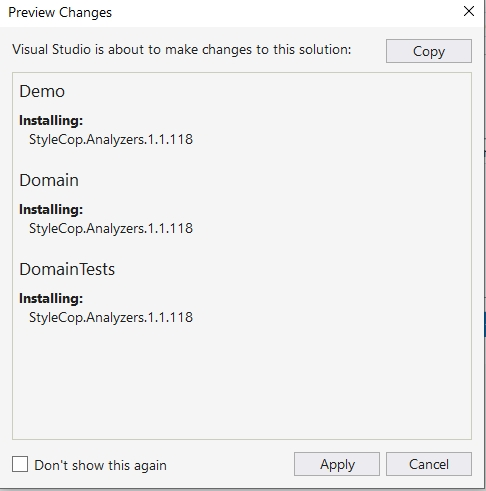 Preview Changes
Visual Studio is about to make changes to this solution:
Copy
Demo
Installing:
StyleCop.Analyzers.1.1.118
Domain
Installing:
StyleCop.Analyzers.1.1.118
DomainTests
Installing:
StyleCop.Analyzers.1.1.118
Don't show this again
Apply
Cancel